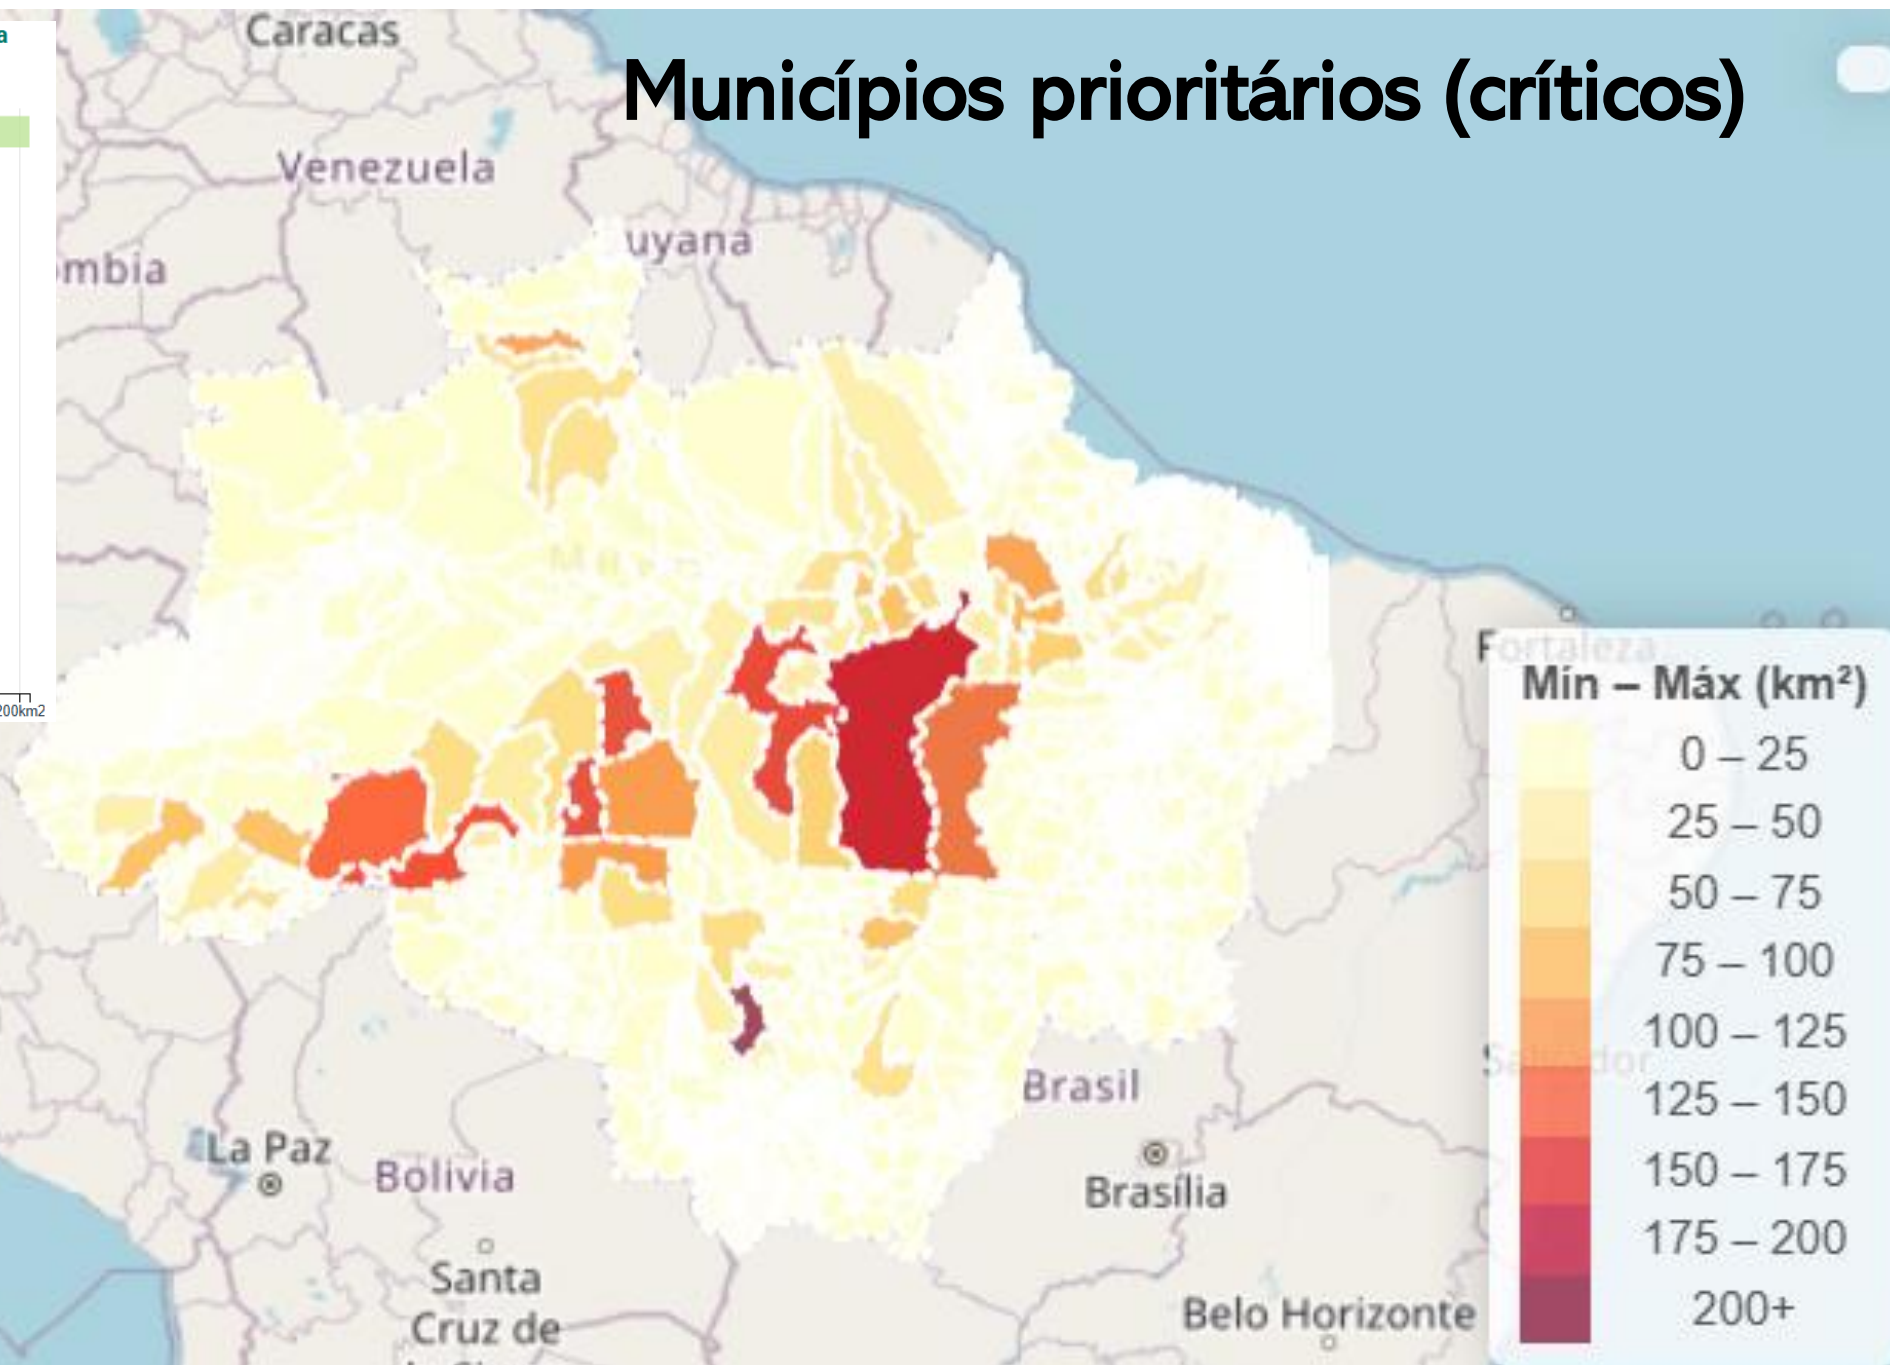 Municípios prioritários (críticos)
a
200km2
Caracas
Venezuela
uyana
mbia
Fortaleza
Mín – Máx (km²)
0 – 25
25 – 50
50 – 75
75 – 100
100 – 125
125 – 150
150 – 175
175 – 200
200+
Salvador
Brasil
Brasília
La Paz
Bolivia
Santa
Cruz de
Belo Horizonte